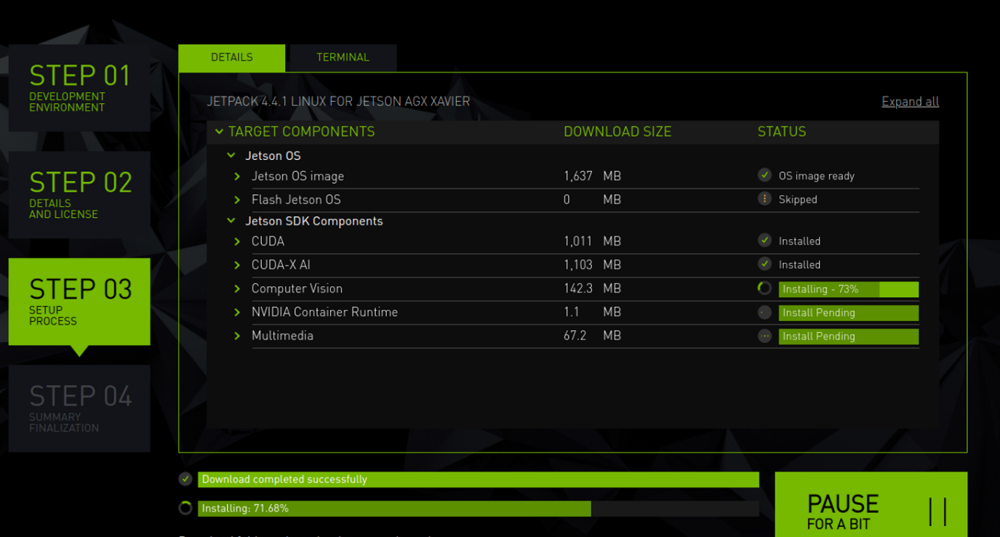 STEP 01
DEVELOPMENT
ENVIRONMENT
STEP 02
DETAILS
AND LICENSE
STEP 03
SETUP
PROCESS
STEP 04
SUMMARY
FINALIZATION
DETAILS TERMINAL
JETPACK 4.4.1 LINUX FOR JETSON AGX XAVIER Expand all
TARGET COMPONENTS DOWNLOAD SIZE STATUS
Jetson OS
Jetson OS image 1,637 MB OS image ready
Flash Jetson OS 0 MB Skipped
Jetson SDK Components
CUDA 1,011 MB Installed
CUDA-X AI 1,103 MB Installed
Computer Vision 142.3 MB Installing - 73%
NVIDIA Container Runtime 1.1 MB Install Pending
Multimedia 67.2 MB Install Pending
Download completed successfully
Installing: 71.68%
PAUSE
FOR A BIT